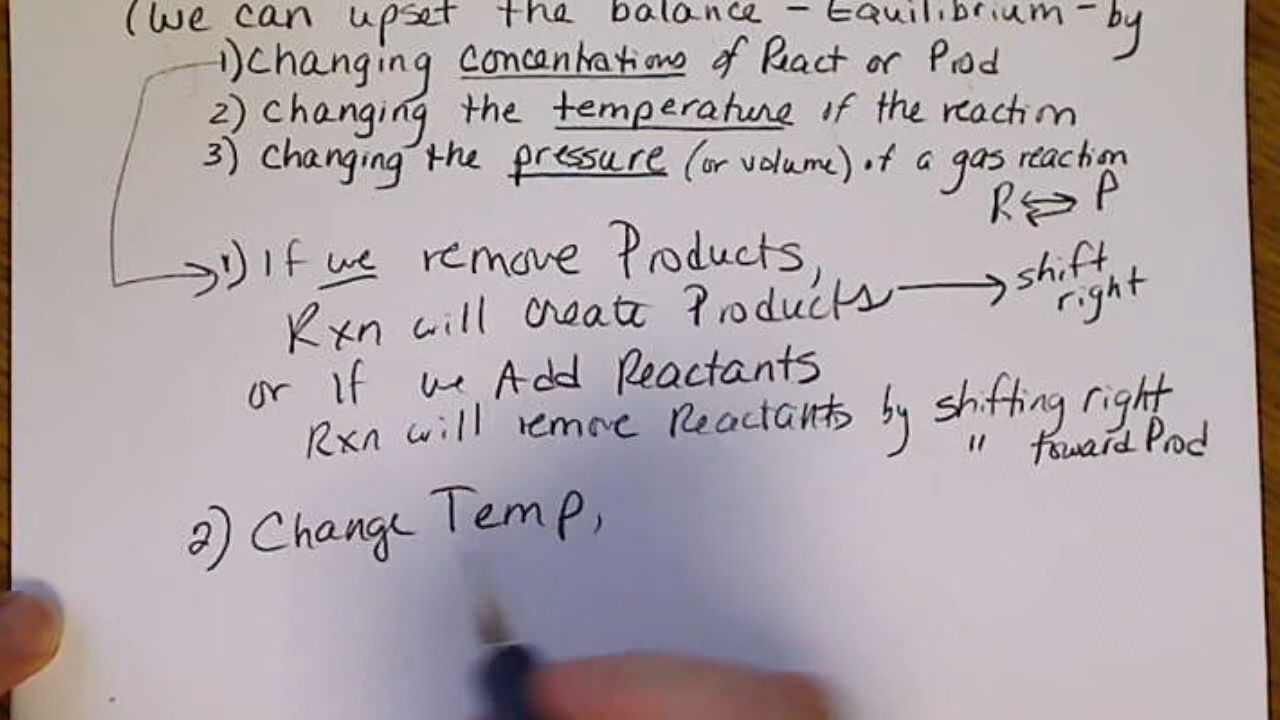 (We can upset the balance - Equilibrium - by
1) Changing concentrations of React or Prod
2) Changing the temperature of the reaction
3) Changing the pressure (or volume) of a gas reaction
R ⇔ P
1) If we remove Products,
Rxn will create Products → shift right
or If we Add Reactants
Rxn will remove Reactants by shifting right
" toward Prod
2) Change Temp,